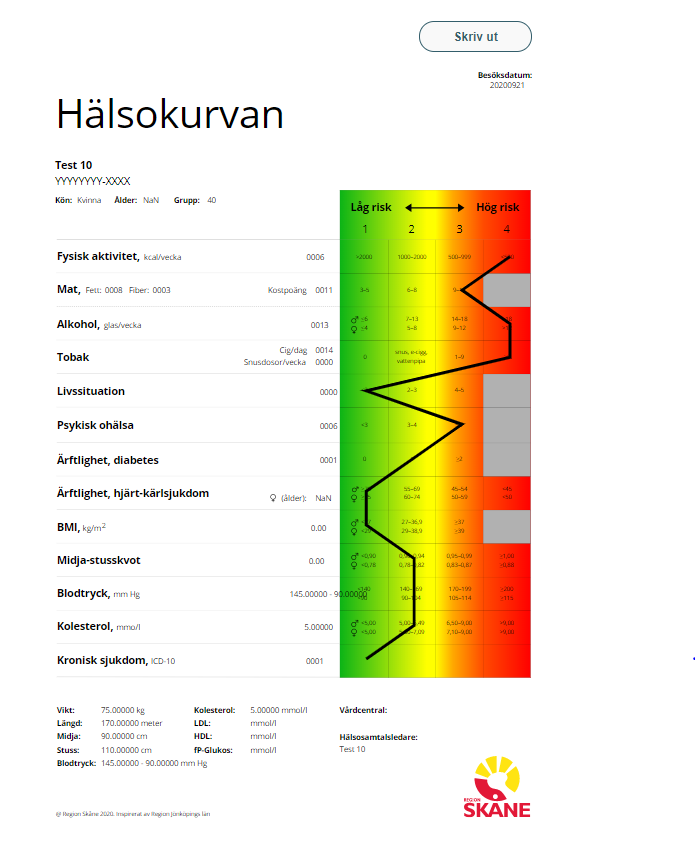 Skriv ut
Besöksdatum:
20200921
Hälsokurvan
Test 10
YYYYYYYY-XXXX
Kön: Kvinna Ålder: NaN Grupp: 40
Låg risk Hög risk
1 2 3 4
Fysisk aktivitet, kcal/vecka 0006 >2000 1000–2000 500–999
Mat, Fett: 0008 Fiber: 0003 Kostpoäng 0011 3–5 6–8
Alkohol, glas/vecka 0013
♂ ≤6 7–13 14–18
♀ ≤4 5–8 9–12
Tobak
Cig/dag 0014
Snusdosor/vecka 0000
0 snus, e-cigg, vattenpipa 1–9
Livssituation 0000 2–3 4–6
Psykisk ohälsa 0006 <3 3–4
Ärftlighet, diabetes 0001 0 ≥2
Ärftlighet, hjärt-kärlsjukdom ♀ (ålder): NaN
♂ 55–69 45–54 <45
♀ 60–74 50–59 <50
BMI, kg/m2 0.00
♂ 27–36,9 ≥37
♀ 29–38,9 ≥39
Midja-stusskvot 0.00
♂ <0,90 0,95–0,99 ≥1,00
♀ <0,78 0,83–0,87 ≥0,88
Blodtryck, mm Hg 145.00000 - 90.00000
170–199 ≥200
105–114 ≥115
Kolesterol, mmo/l 5.00000
♂ <5,00 6,50–9,00 >9,00
♀ <5,00 7,10–9,00 >9,00
Kronisk sjukdom, ICD-10 0001
Vikt: 75.00000 kg Kolesterol: 5.00000 mmol/l Vårdcentral:
Längd: 170.00000 meter LDL: mmol/l
Midja: 90.00000 cm HDL: mmol/l Hälsosamtalsledare:
Stuss: 110.00000 cm fP-Glukos: mmol/l Test 10
Blodtryck: 145.00000 - 90.00000 mm Hg
@ Region Skåne 2020. Inspirerat av Region Jönköpings län
REGION
SKÅNE